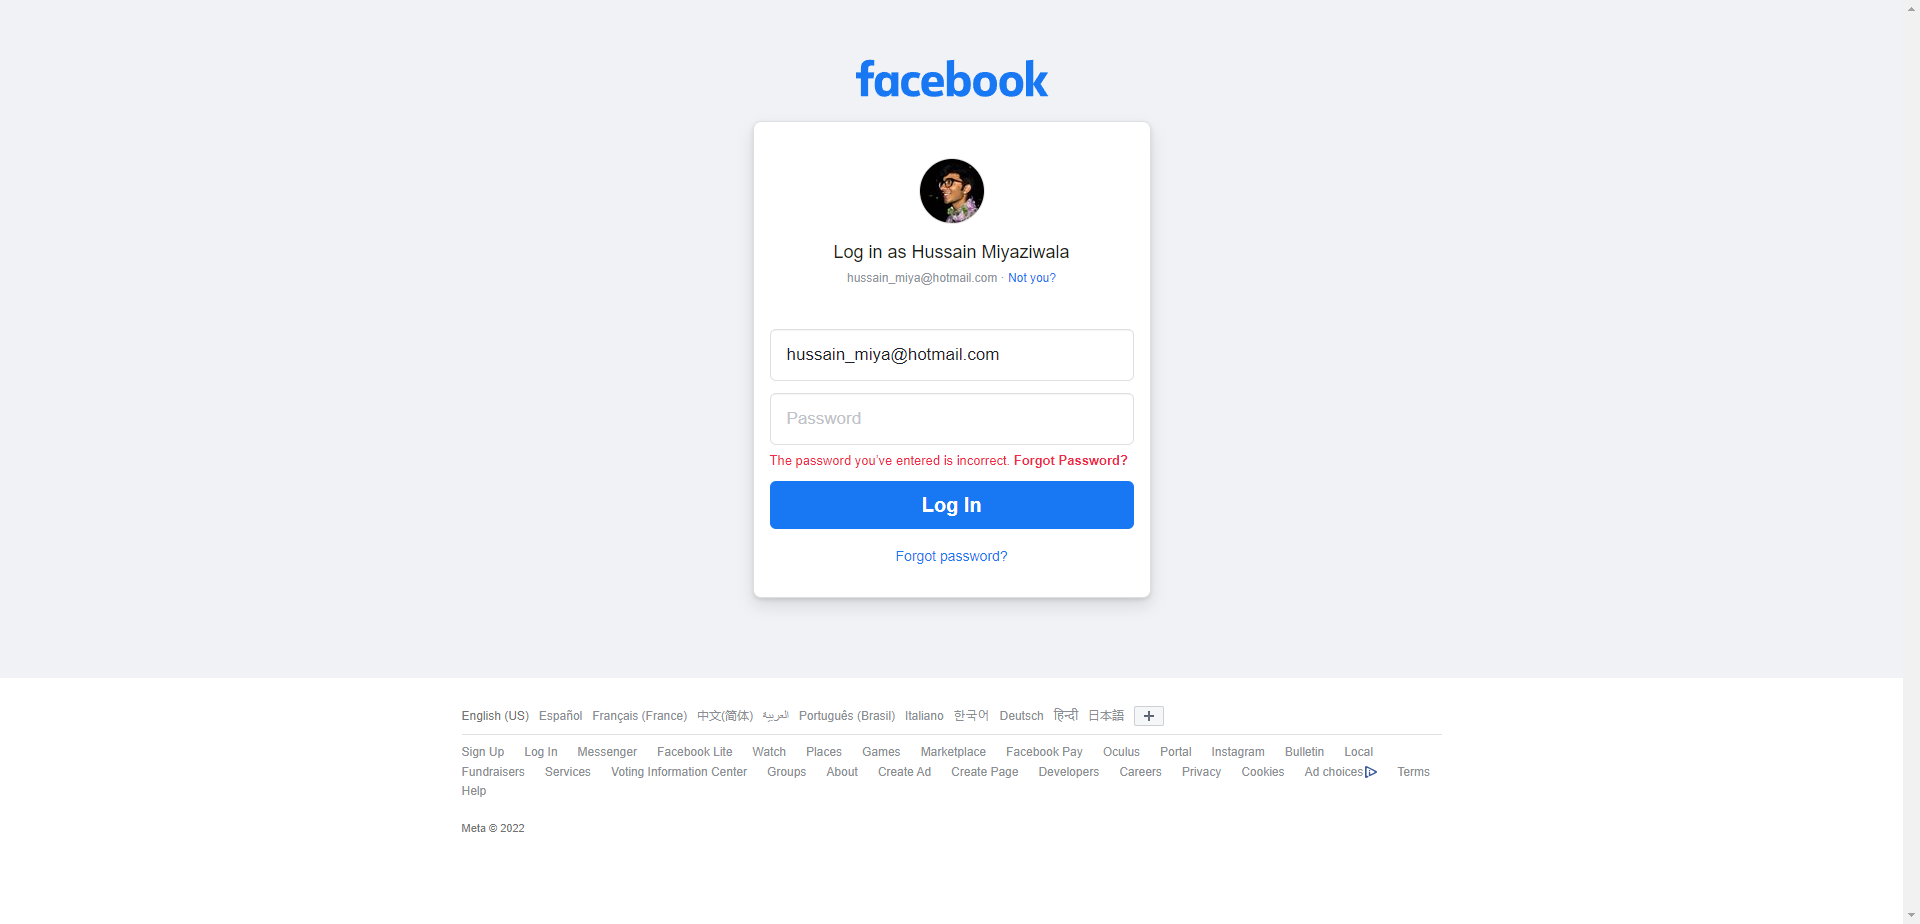 facebook
Log in as Hussain Miyaziwala
hussain_miya@hotmail.com · Not you?
hussain_miya@hotmail.com
Password
The password you’ve entered is incorrect. Forgot Password?
Log In
Forgot password?
English (US) Español Français (France) 中文(简体) العربية Português (Brasil) Italiano 한국어 Deutsch हिन्दी 日本語
Sign Up Log In Messenger Facebook Lite Watch Places Games Marketplace Facebook Pay Oculus Portal Instagram Bulletin Local
Fundraisers Services Voting Information Center Groups About Create Ad Create Page Developers Careers Privacy Cookies Ad choices Terms
Help
Meta © 2022